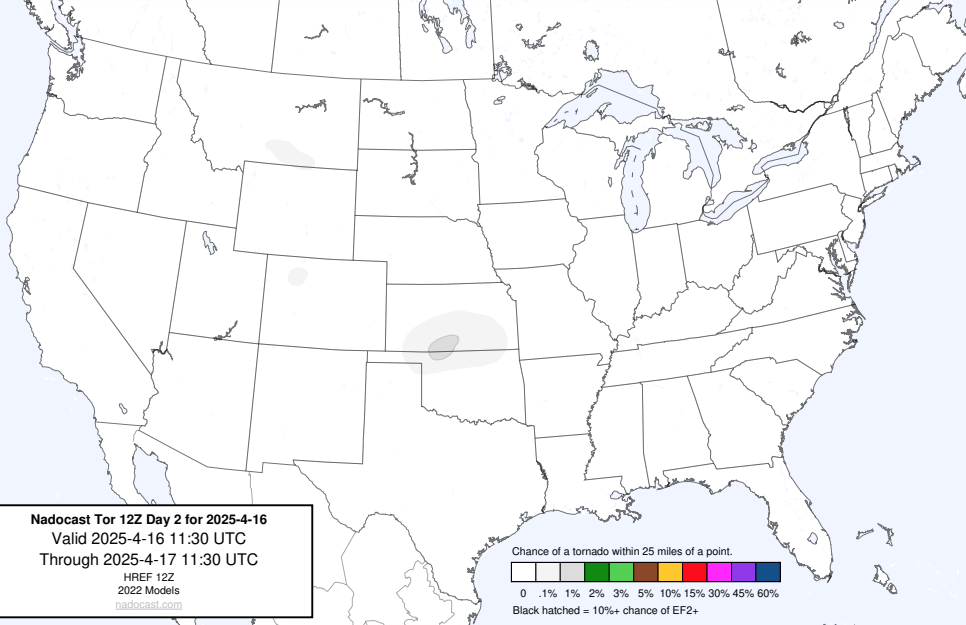 Nadocast Tor 12Z Day 2 for 2025-4-16
Valid 2025-4-16 11:30 UTC
Through 2025-4-17 11:30 UTC
HREF 12Z
2022 Models
nadocast.com
Chance of a tornado within 25 miles of a point.
0 .1% 1% 2% 3% 5% 10% 15% 30% 45% 60%
Black hatched = 10%+ chance of EF2+